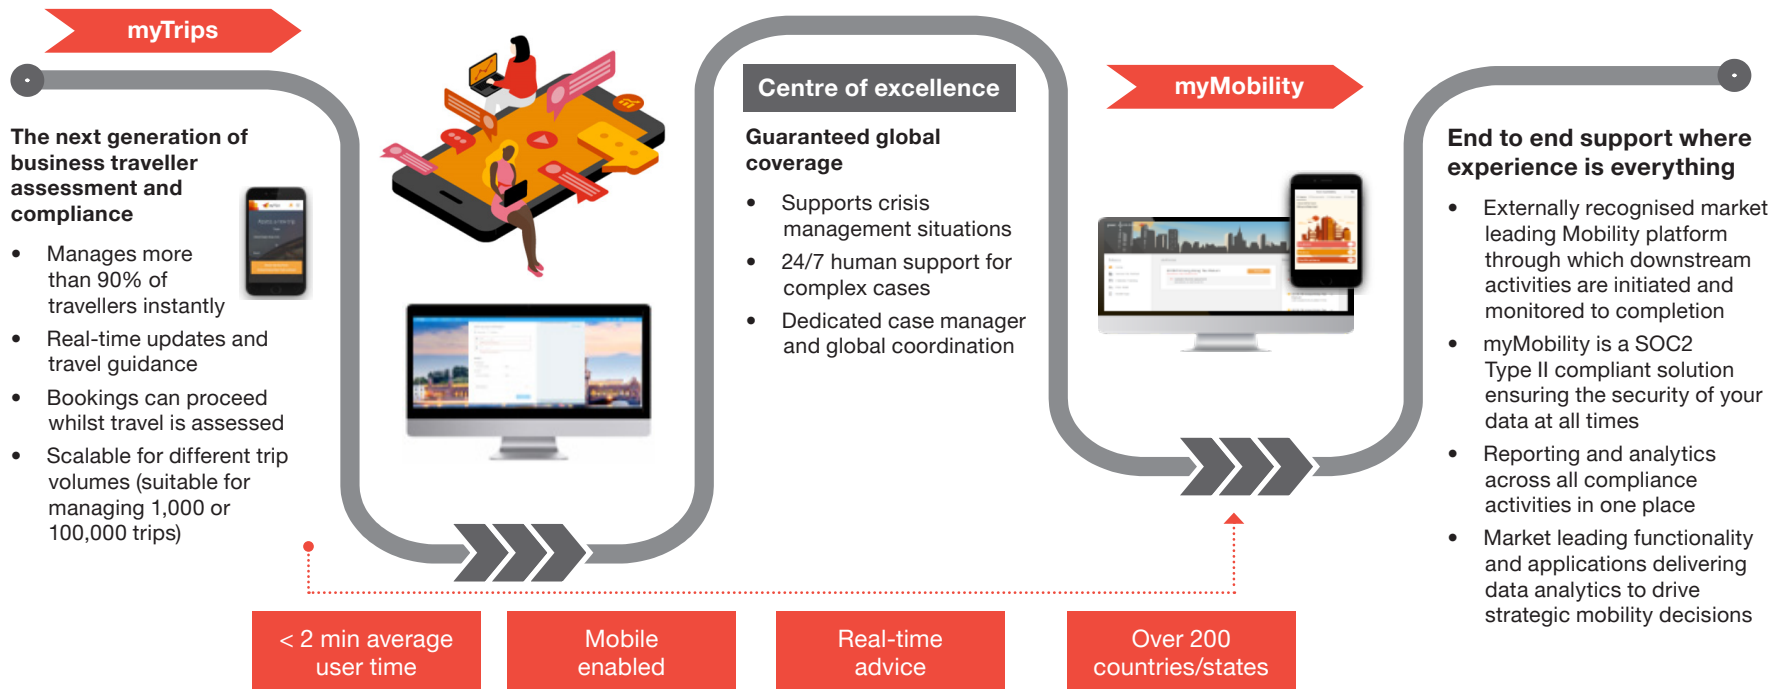 myTrips
The next generation of
business traveller
assessment and
compliance
• Manages more
than 90% of
travellers instantly
• Real-time updates and
travel guidance
• Bookings can proceed
whilst travel is assessed
• Scalable for different trip
volumes (suitable for
managing 1,000 or
100,000 trips)
Centre of excellence
Guaranteed global
coverage
• Supports crisis
management situations
• 24/7 human support for
complex cases
• Dedicated case manager
and global coordination
myMobility
End to end support where
experience is everything
• Externally recognised market
leading Mobility platform
through which downstream
activities are initiated and
monitored to completion
• myMobility is a SOC2
Type II compliant solution
ensuring the security of your
data at all times
• Reporting and analytics
across all compliance
activities in one place
• Market leading functionality
and applications delivering
data analytics to drive
strategic mobility decisions
< 2 min average
user time
Mobile
enabled
Real-time
advice
Over 200
countries/states